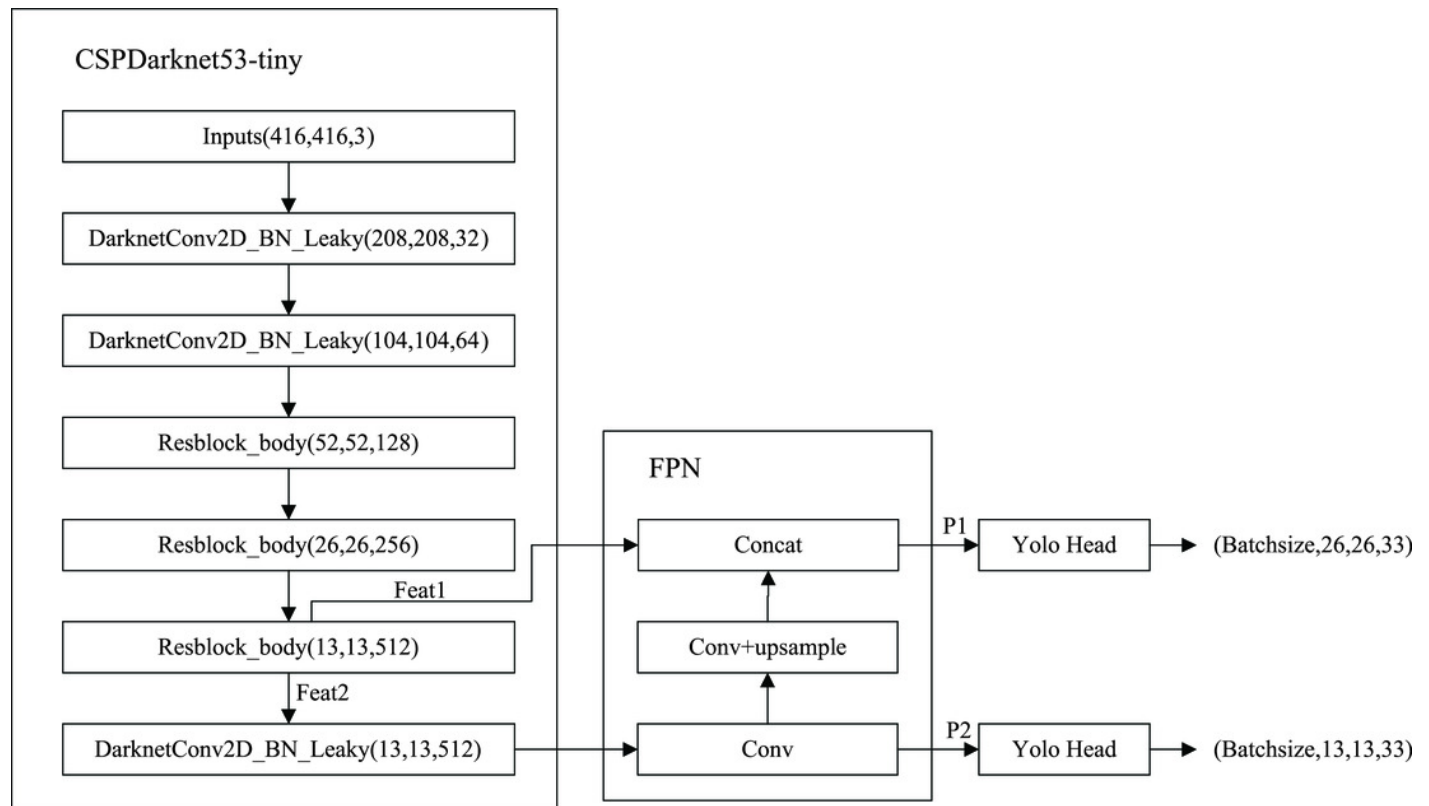 CSPDarknet53-tiny
Inputs(416,416,3)
DarknetConv2D_BN_Leaky(208,208,32)
DarknetConv2D_BN_Leaky(104,104,64)
Resblock_body(52,52,128)
FPN
Resblock_body(26,26,256)
Concat
P1
Yolo Head
(Batchsize,26,26,33)
Feat1
Resblock_body(13,13,512)
Conv+upsample
Feat2
DarknetConv2D_BN_Leaky(13,13,512)
Conv
P2
Yolo Head
(Batchsize,13,13,33)